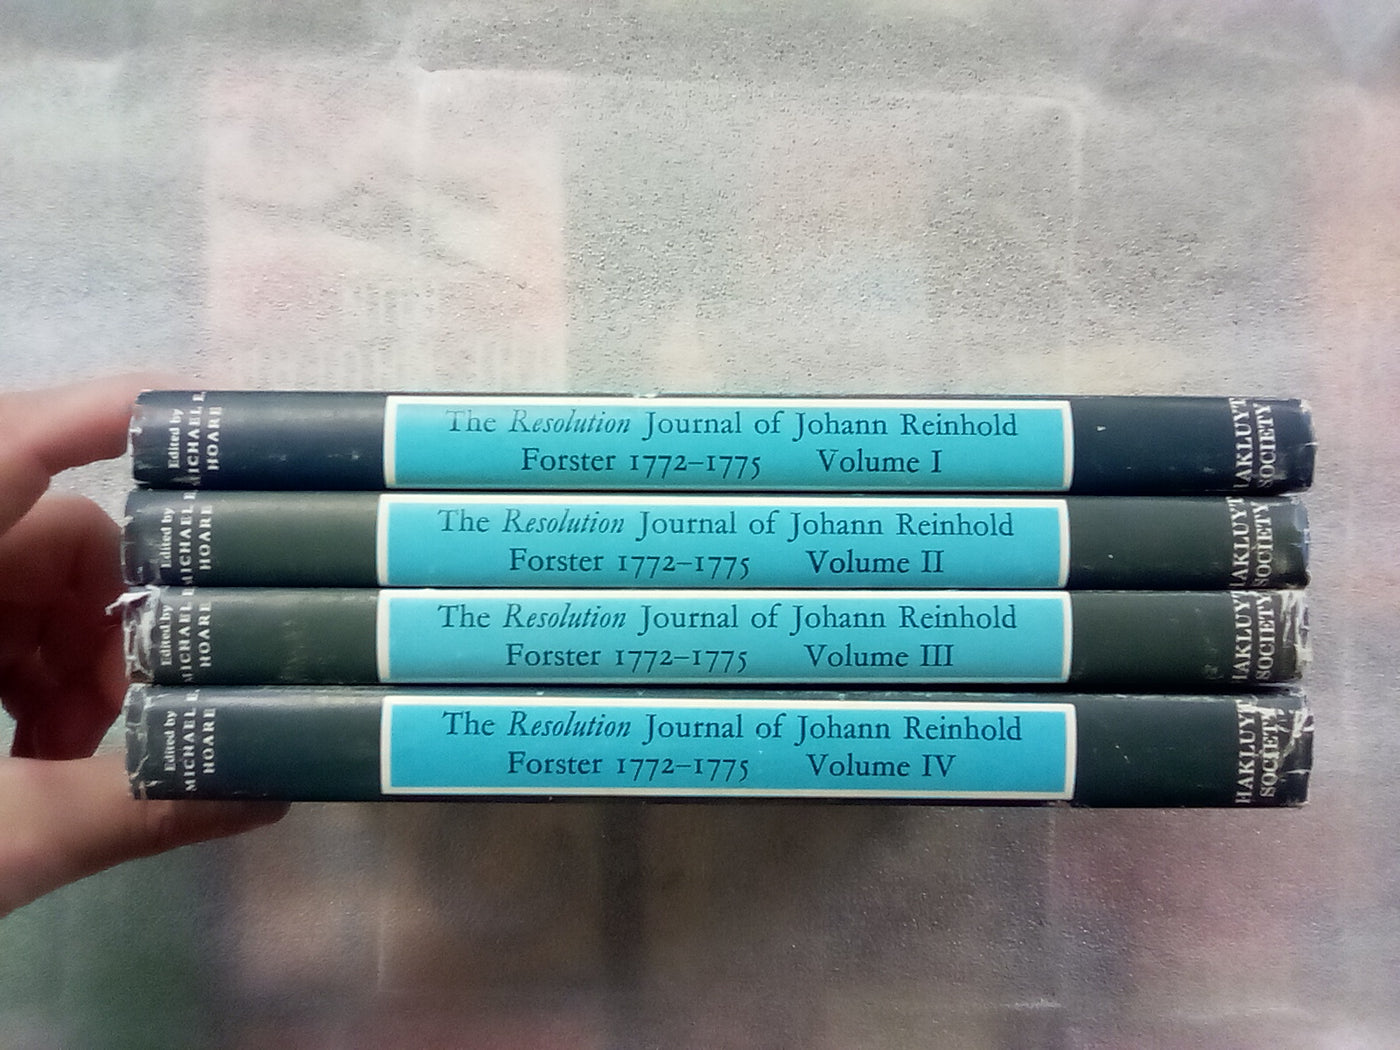 Edited by
MICHAEL E.
HOARE
The Resolution Journal of Johann Reinhold
Forster 1772–1775 Volume I
HAKLUYT
SOCIETY
Edited by
MICHAEL E.
HOARE
The Resolution Journal of Johann Reinhold
Forster 1772–1775 Volume II
HAKLUYT
SOCIETY
Edited by
MICHAEL E.
HOARE
The Resolution Journal of Johann Reinhold
Forster 1772–1775 Volume III
HAKLUYT
SOCIETY
Edited by
MICHAEL E.
HOARE
The Resolution Journal of Johann Reinhold
Forster 1772–1775 Volume IV
HAKLUYT
SOCIETY